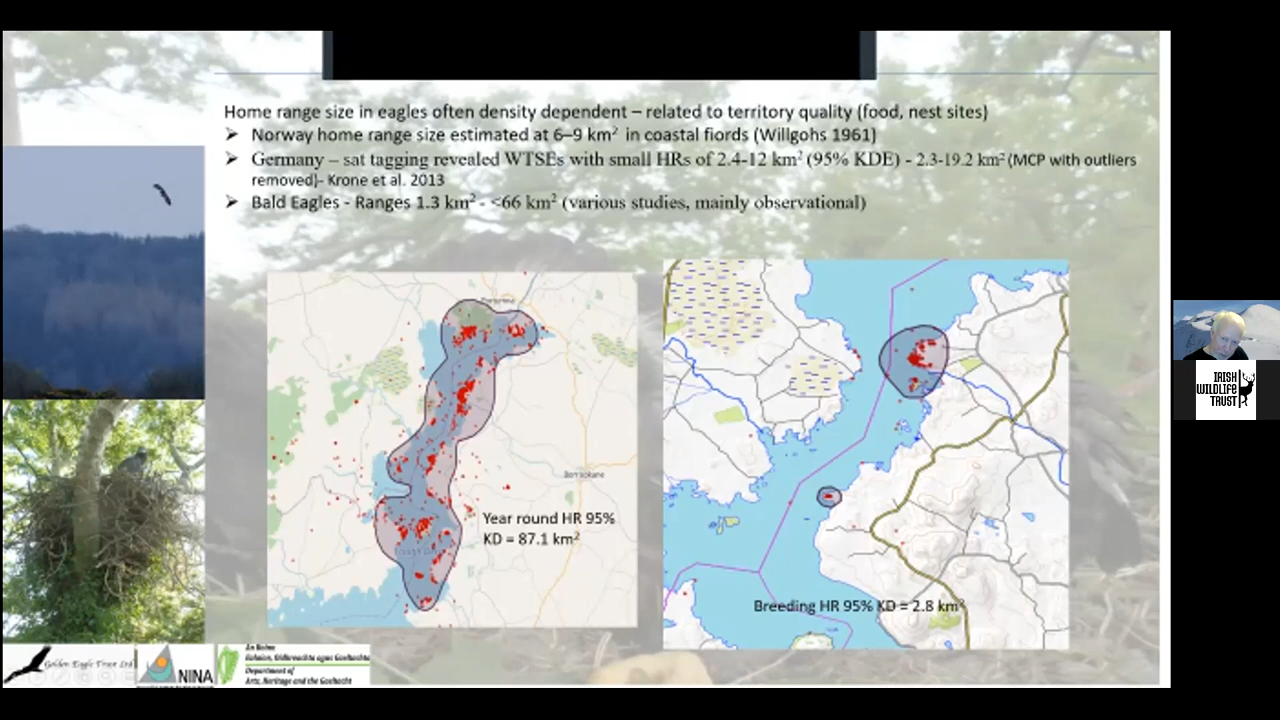 Home range size in eagles often density dependent – related to territory quality (food, nest sites)
➢ Norway home range size estimated at 6–9 km² in coastal fiords (Willgohs 1961)
➢ Germany – sat tagging revealed WTSEs with small HRs of 2.4-12 km² (95% KDE) - 2.3-19.2 km² (MCP with outliers
removed)- Krone et al. 2013
➢ Bald Eagles - Ranges 1.3 km² - <66 km² (various studies, mainly observational)
Borrisokane
Year round HR 95%
KD = 87.1 km²
Breeding HR 95% KD = 2.8 km²
Golden Eagle Trust Ltd
NINA
An Roinn
Ealaíon, Oidhreachta agus Gaeltachta
Department of
Arts, Heritage and the Gaeltacht
IRISH
WILDLIFE
TRUST